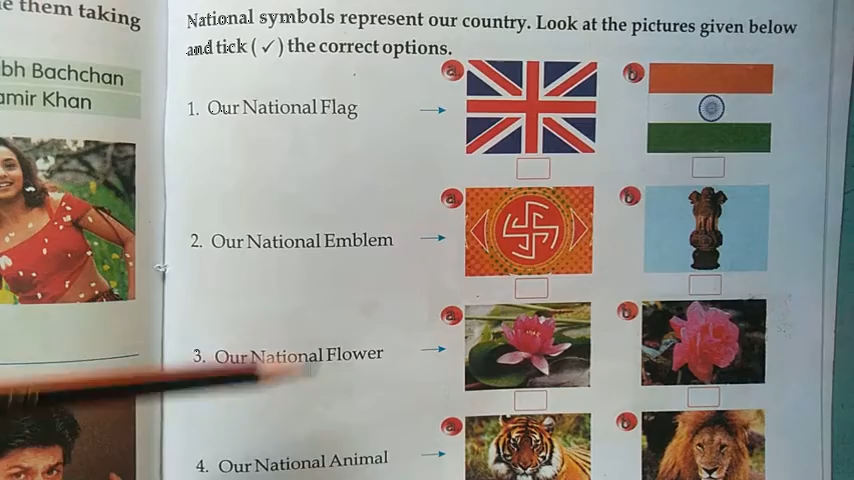 e them taking
bh Bachchan
amir Khan
National symbols represent our country. Look at the pictures given below
and tick (✓) the correct options.
1. Our National Flag
a
b
2. Our National Emblem
a
b
3. Our National Flower
a
b
4. Our National Animal
a
b